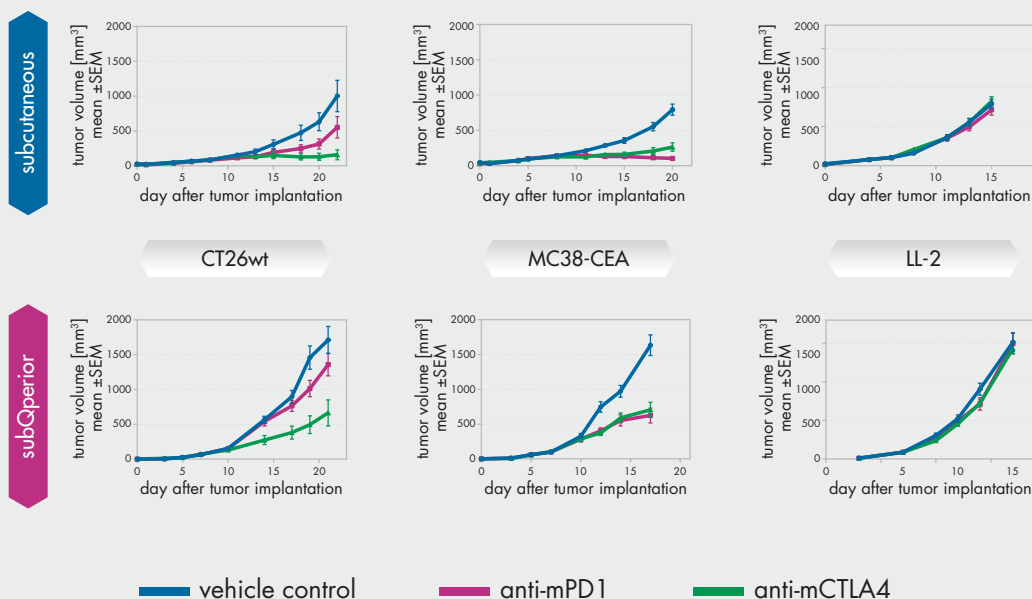 subcutaneous
tumor volume [mm³]
mean ±SEM
2000
1500
1000
500
0
0 5 10 15 20
day after tumor implantation
tumor volume [mm³]
mean ±SEM
2000
1500
1000
500
0
0 5 10 15 20
day after tumor implantation
tumor volume [mm³]
mean ±SEM
2000
1500
1000
500
0
0 5 10 15
day after tumor implantation
CT26wt
MC38-CEA
LL-2
subQperior
tumor volume [mm³]
mean ±SEM
2000
1500
1000
500
0
0 5 10 15 20
day after tumor implantation
tumor volume [mm³]
mean ±SEM
2000
1500
1000
500
0
0 5 10 15 20
day after tumor implantation
tumor volume [mm³]
mean ±SEM
2000
1500
1000
500
0
0 5 10 15
day after tumor implantation
vehicle control
anti-mPD1
anti-mCTLA4